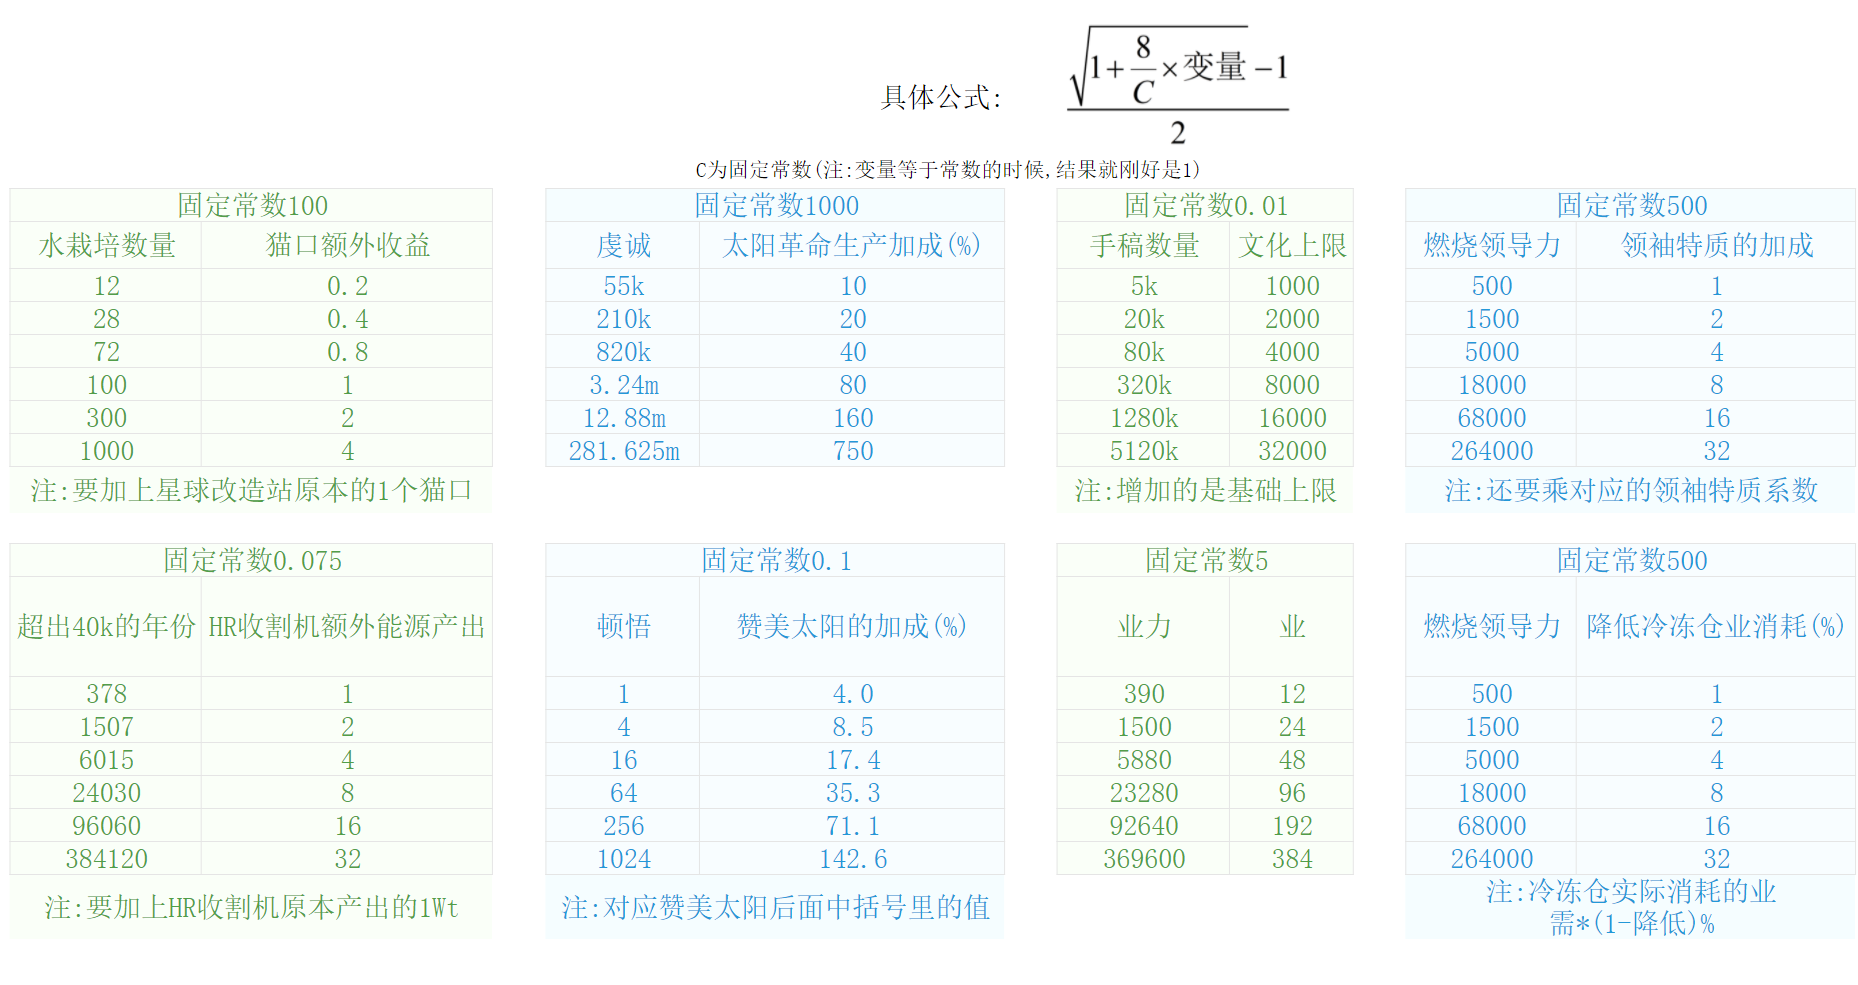 具体公式:
√1+8/C×变量-1
2
C为固定常数(注:变量等于常数的时候,结果就刚好是1)
固定常数100
水栽培数量 猫口额外收益
12 0.2
28 0.4
72 0.8
100 1
300 2
1000 4
注:要加上星球改造站原本的1个猫口
固定常数1000
虔诚 太阳革命生产加成(%)
55k 10
210k 20
820k 40
3.24m 80
12.88m 160
281.625m 750
固定常数0.01
手稿数量 文化上限
5k 1000
20k 2000
80k 4000
320k 8000
1280k 16000
5120k 32000
注:增加的是基础上限
固定常数500
燃烧领导力 领袖特质的加成
500 1
1500 2
5000 4
18000 8
68000 16
264000 32
注:还要乘对应的领袖特质系数
固定常数0.075
超出40k的年份 HR收割机额外能源产出
378 1
1507 2
6015 4
24030 8
96060 16
384120 32
注:要加上HR收割机原本产出的1Wt
固定常数0.1
顿悟 赞美太阳的加成(%)
1 4.0
4 8.5
16 17.4
64 35.3
256 71.1
1024 142.6
注:对应赞美太阳后面中括号里的值
固定常数5
业力 业
390 12
1500 24
5880 48
23280 96
92640 192
369600 384
固定常数500
燃烧领导力 降低冷冻仓业消耗(%)
500 1
1500 2
5000 4
18000 8
68000 16
264000 32
注:冷冻仓实际消耗的业
需*(1-降低)%